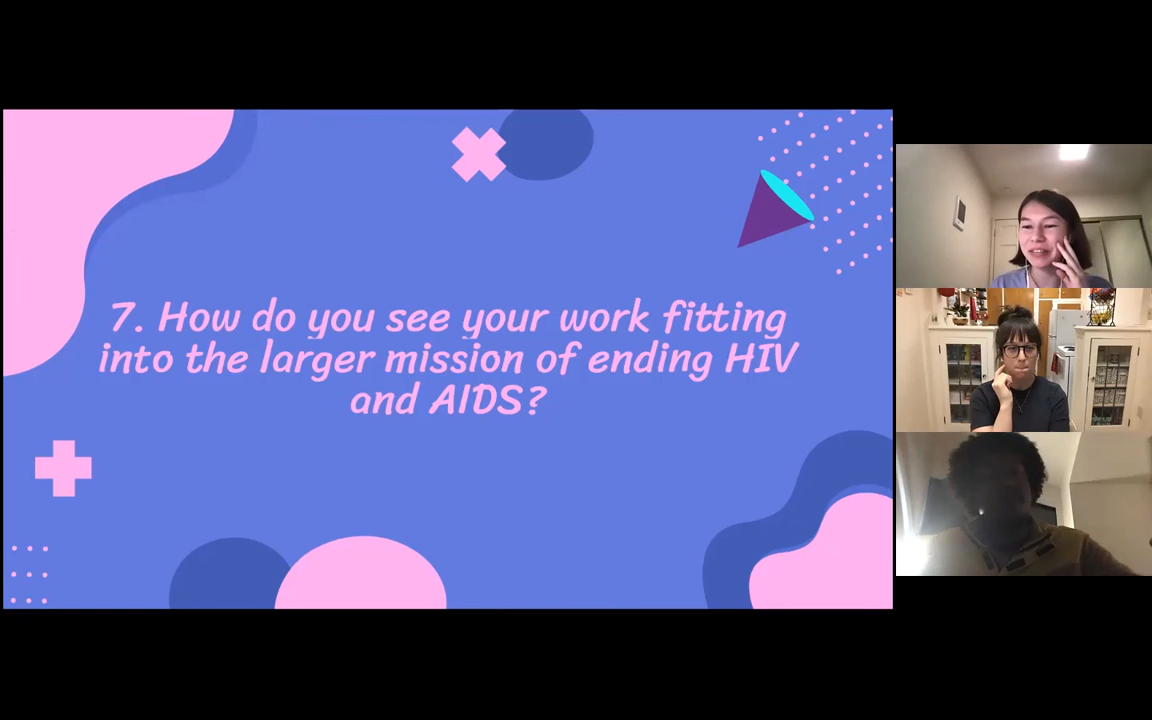 7. How do you see your work fitting
into the larger mission of ending HIV
and AIDS?